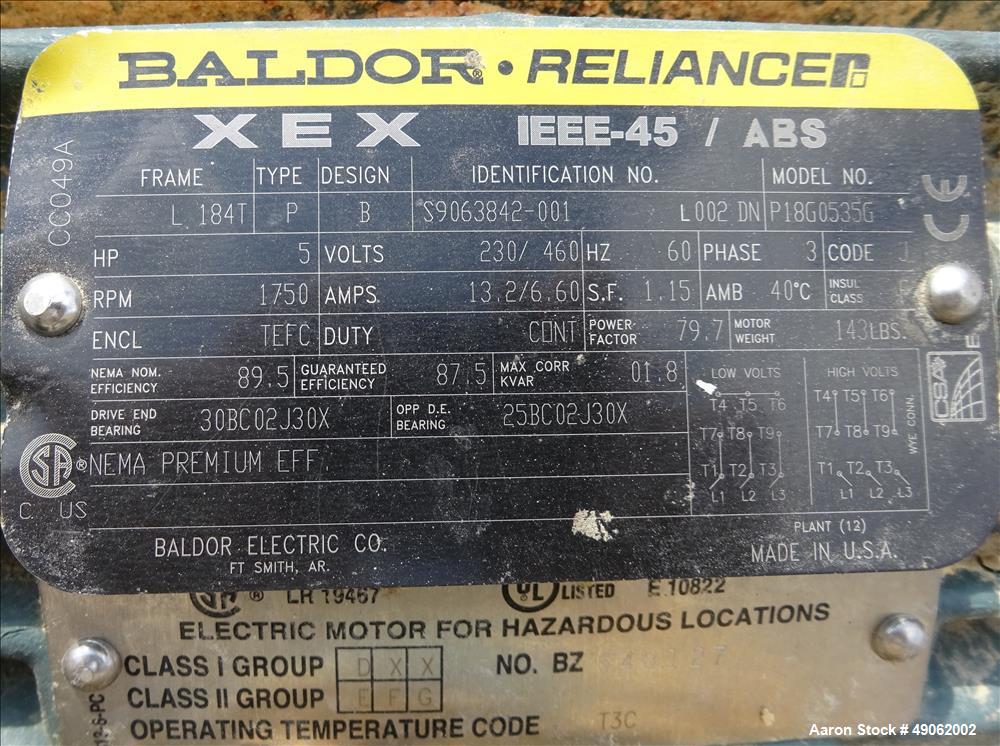 BALDOR® • RELIANCE
XEX IEEE-45 / ABS
CC049A
FRAME TYPE DESIGN IDENTIFICATION NO. MODEL NO.
L 184T P B S9063842-001 L002 DN P18G0535G
HP 5 VOLTS 230/ 460 HZ 60 PHASE 3 CODE J
RPM 1750 AMPS 13.2/6.60 S.F. 1.15 AMB 40°C INSUL CLASS
ENCL TEFC DUTY CONT POWER FACTOR 79.7 MOTOR WEIGHT 143LBS.
NEMA NOM. EFFICIENCY 89.5 GUARANTEED EFFICIENCY 87.5 MAX CORR KVAR 01.8
DRIVE END BEARING 30BC02J30X OPP D.E. BEARING 25BC02J30X
NEMA PREMIUM EFF
LOW VOLTS HIGH VOLTS
T4 T5 T6 T4 T5 T6
T7 T8 T9 T7 T8 T9
T1 T2 T3 T1 T2 T3
L1 L2 L3 L1 L2 L3
WYE CONN.
CE
CSA
SA®
C US
BALDOR ELECTRIC CO.
FT SMITH, AR.
PLANT (12)
MADE IN U.S.A.
SA ® LR 19467 UL LISTED E 10822
ELECTRIC MOTOR FOR HAZARDOUS LOCATIONS
CLASS I GROUP D X X NO. BZ
CLASS II GROUP E F G
OPERATING TEMPERATURE CODE T3C
Aaron Stock # 49062002